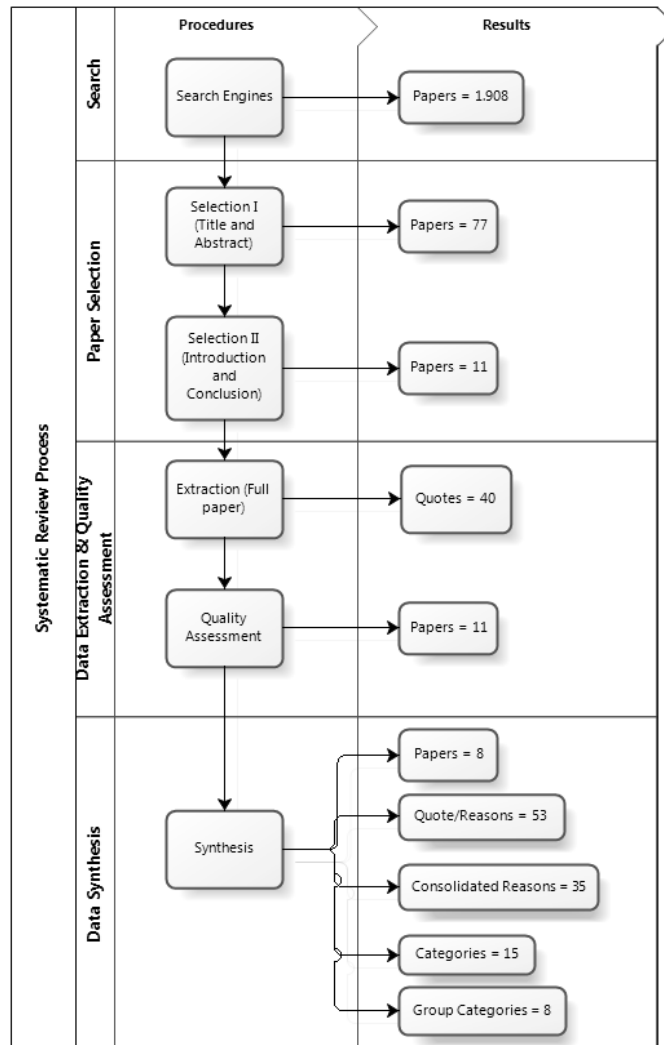 Procedures
Results
Systematic Review Process
Search
Search Engines
Papers = 1.908
Paper Selection
Selection I
(Title and
Abstract)
Papers = 77
Selection II
(Introduction
and
Conclusion)
Papers = 11
Data Extraction & Quality
Assessment
Extraction (Full
paper)
Quotes = 40
Quality
Assessment
Papers = 11
Data Synthesis
Synthesis
Papers = 8
Quote/Reasons = 53
Consolidated Reasons = 35
Categories = 15
Group Categories = 8